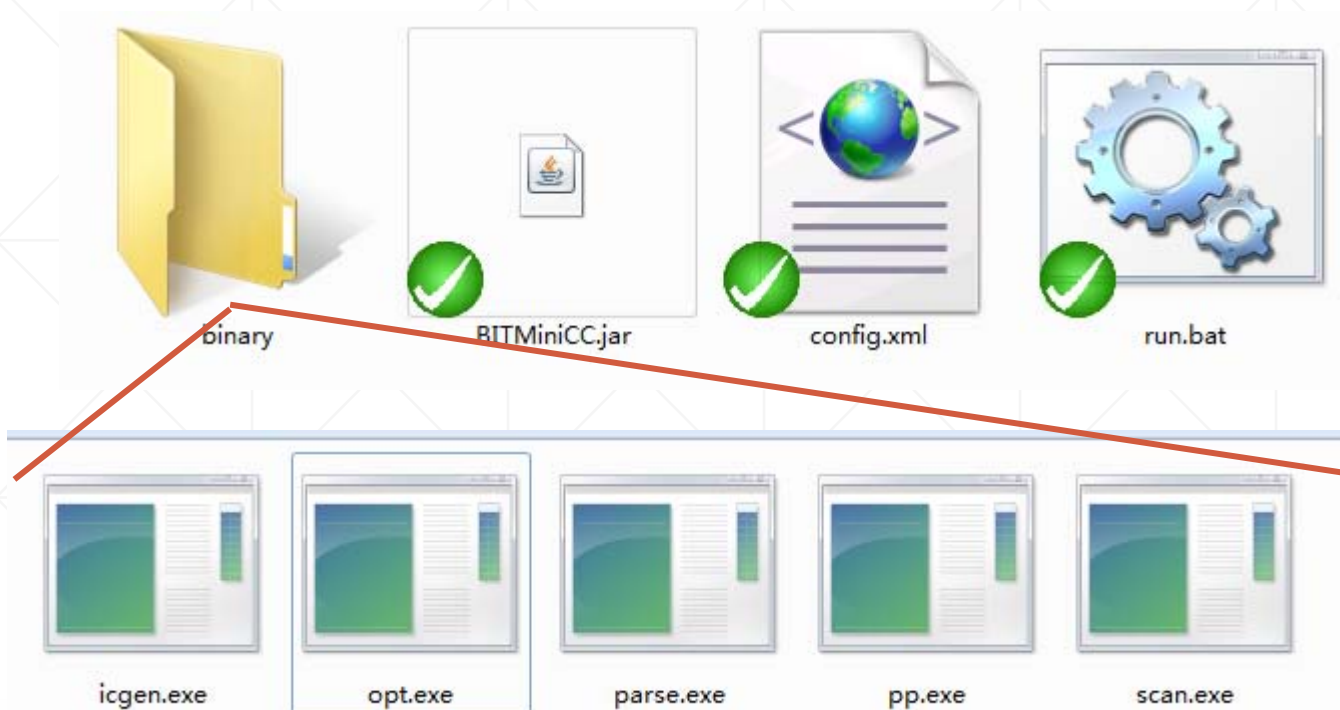 binary
BITMiniCC.jar
config.xml
run.bat
icgen.exe
opt.exe
parse.exe
pp.exe
scan.exe